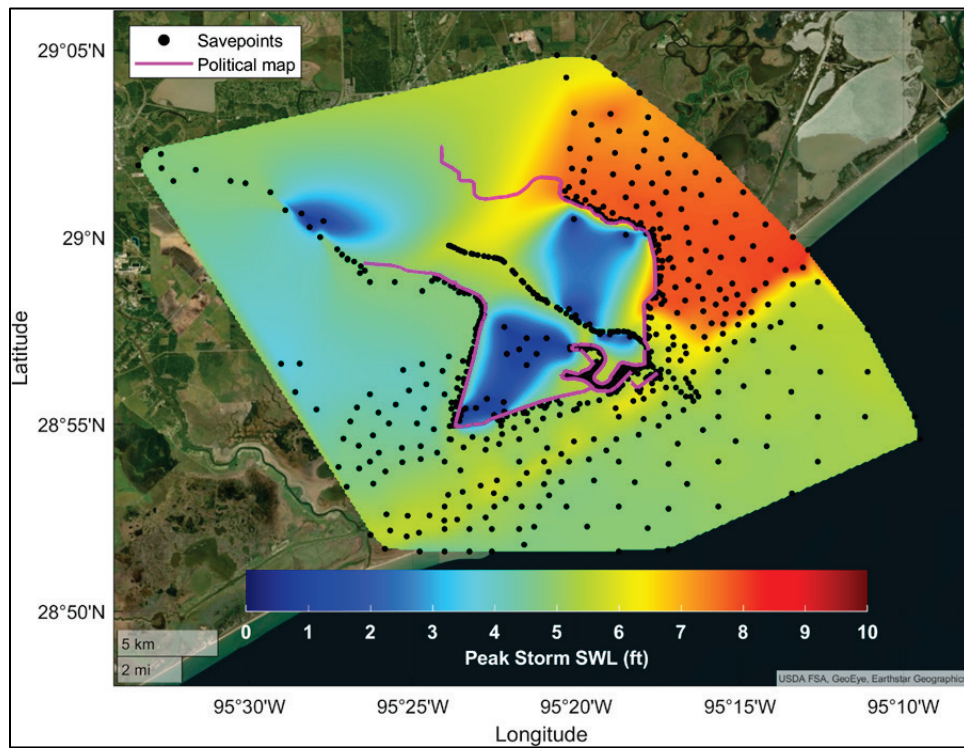 Savepoints
Political map
29°05'N
29°N
28°55'N
28°50'N
Latitude
0 1 2 3 4 5 6 7 8 9 10
Peak Storm SWL (ft)
5 km
2 mi
USDA FSA, GeoEye, Earthstar Geographics
95°30'W 95°25'W 95°20'W 95°15'W 95°10'W
Longitude